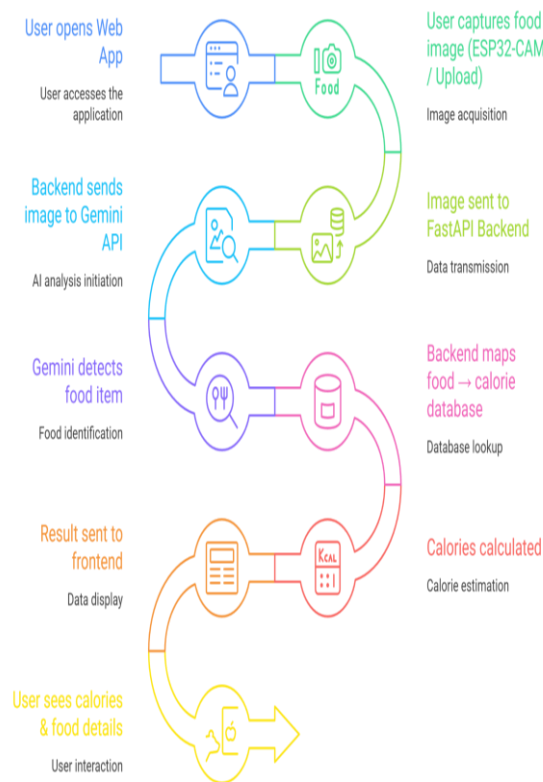 User opens Web
App
User accesses the
application
Food
User captures food
image (ESP32-CAM
/ Upload)
Image acquisition
Image sent to
FastAPI Backend
Data transmission
Backend sends
image to Gemini
API
AI analysis initiation
Gemini detects
food item
Food identification
Backend maps
food → calorie
database
Database lookup
KCAL
Calories calculated
Calorie estimation
Result sent to
frontend
Data display
User sees calories
& food details
User interaction